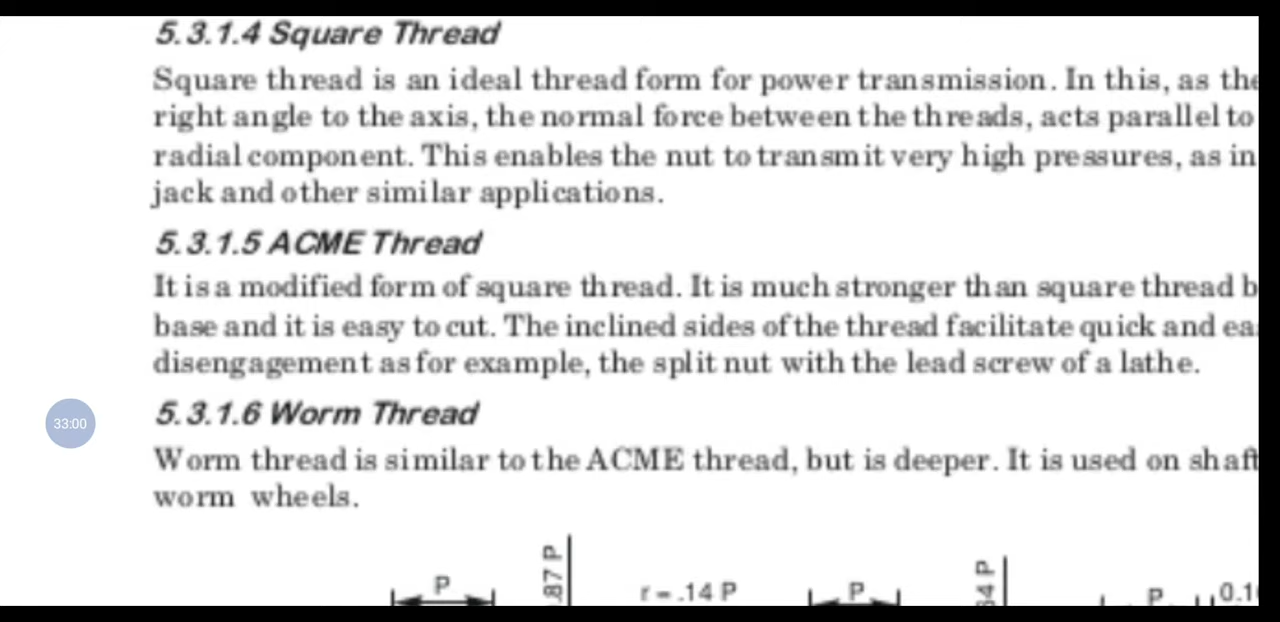 5.3.1.4 Square Thread
Square thread is an ideal thread form for power transmission. In this, as the
right angle to the axis, the normal force between the threads, acts parallel to
radial component. This enables the nut to transmit very high pressures, as in
jack and other similar applications.
5.3.1.5 ACME Thread
It is a modified form of square thread. It is much stronger than square thread b
base and it is easy to cut. The inclined sides of the thread facilitate quick and ea
disengagement as for example, the split nut with the lead screw of a lathe.
5.3.1.6 Worm Thread
33:00
Worm thread is similar to the ACME thread, but is deeper. It is used on shaft
worm wheels.
P
.87 P
r = .14 P
P
64 P
P
0.1